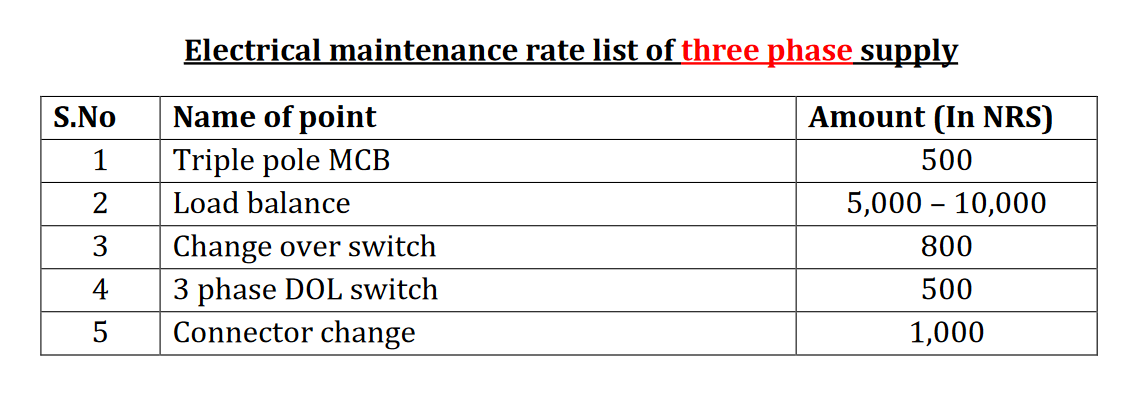 Electrical maintenance rate list of three phase supply
S.No Name of point Amount (In NRS)
1 Triple pole MCB 500
2 Load balance 5,000 – 10,000
3 Change over switch 800
4 3 phase DOL switch 500
5 Connector change 1,000